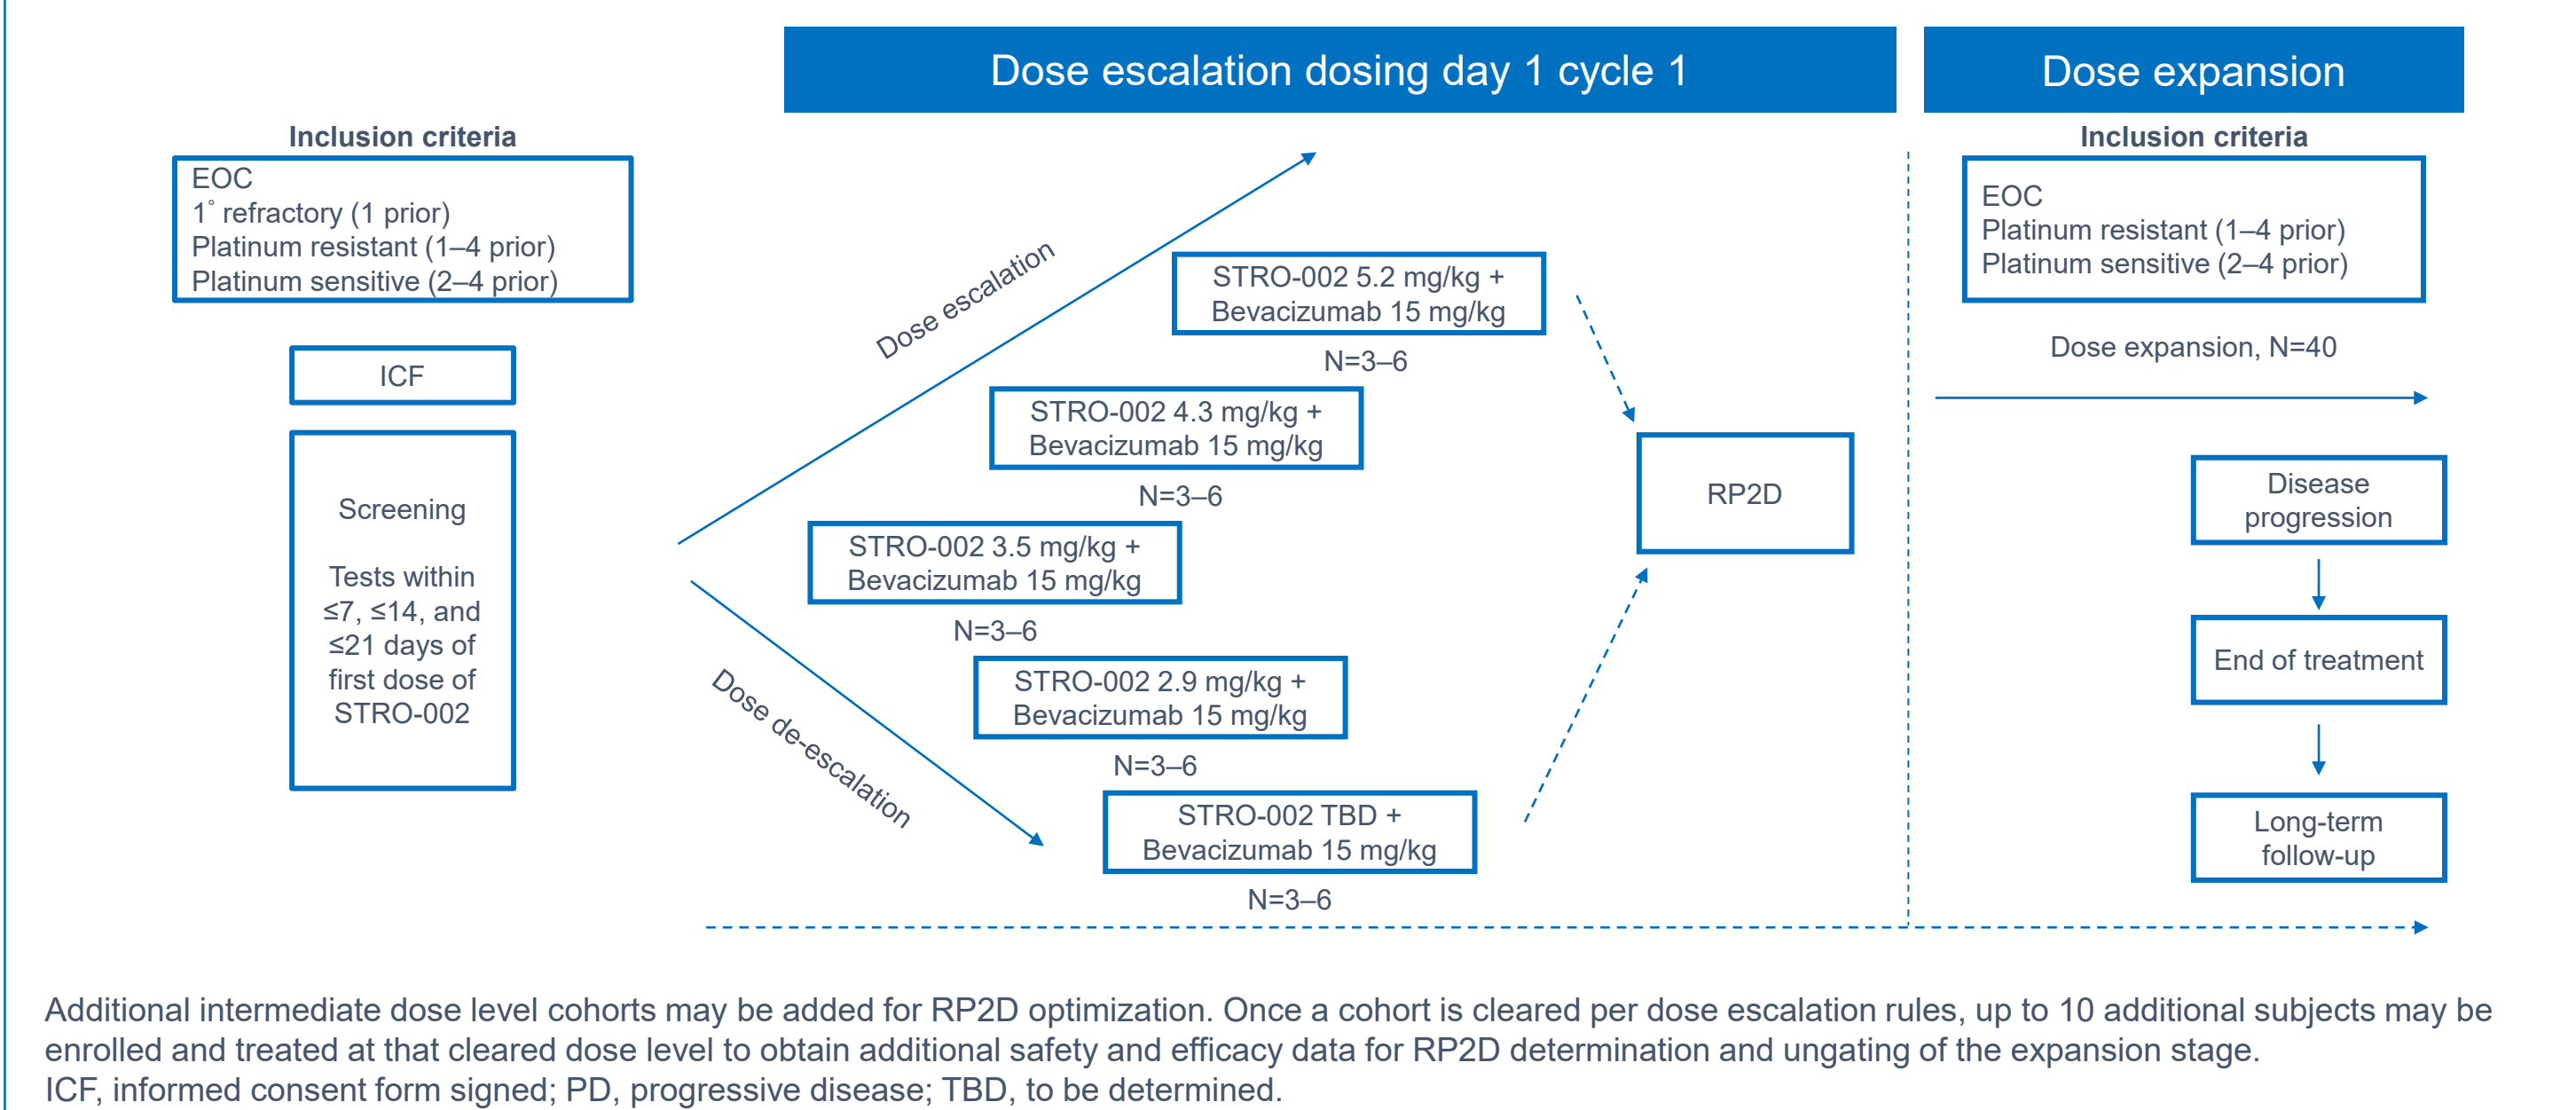 Dose escalation dosing day 1 cycle 1
Dose expansion
Inclusion criteria
EOC
1° refractory (1 prior)
Platinum resistant (1–4 prior)
Platinum sensitive (2–4 prior)
ICF
Screening
Tests within
≤7, ≤14, and
≤21 days of
first dose of
STRO-002
Dose escalation
Dose de-escalation
STRO-002 5.2 mg/kg +
Bevacizumab 15 mg/kg
N=3–6
STRO-002 4.3 mg/kg +
Bevacizumab 15 mg/kg
N=3–6
STRO-002 3.5 mg/kg +
Bevacizumab 15 mg/kg
N=3–6
STRO-002 2.9 mg/kg +
Bevacizumab 15 mg/kg
N=3–6
STRO-002 TBD +
Bevacizumab 15 mg/kg
N=3–6
RP2D
Inclusion criteria
EOC
Platinum resistant (1–4 prior)
Platinum sensitive (2–4 prior)
Dose expansion, N=40
Disease
progression
End of treatment
Long-term
follow-up
Additional intermediate dose level cohorts may be added for RP2D optimization. Once a cohort is cleared per dose escalation rules, up to 10 additional subjects may be
enrolled and treated at that cleared dose level to obtain additional safety and efficacy data for RP2D determination and ungating of the expansion stage.
ICF, informed consent form signed; PD, progressive disease; TBD, to be determined.